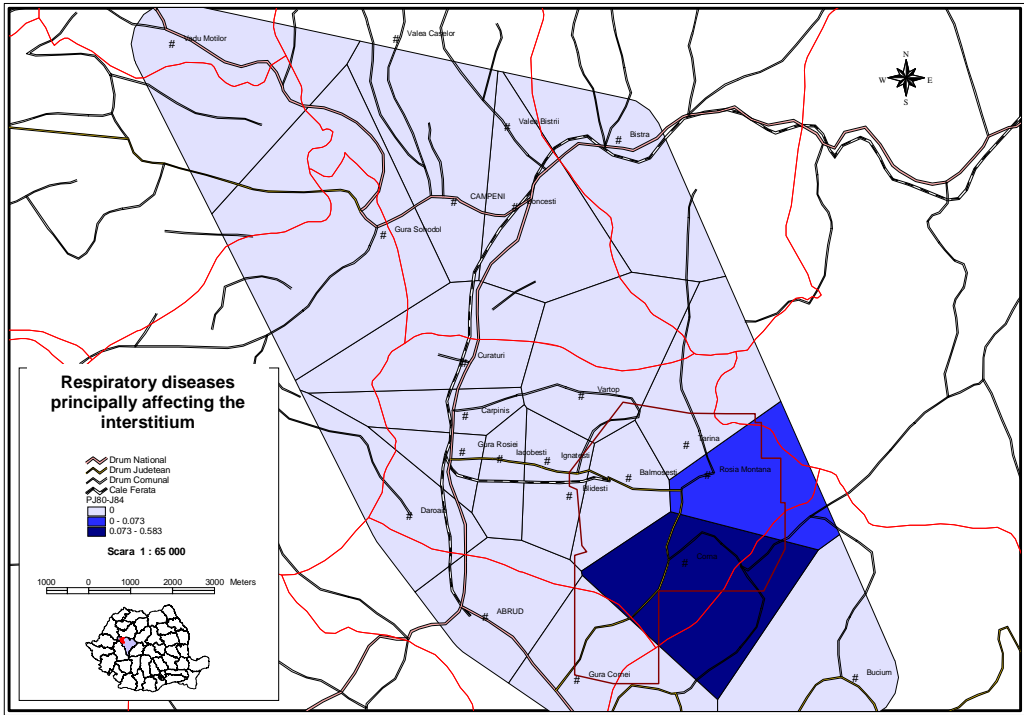 Vadu Motilor
Valea Caselor
N
W E
S
Valea Bistrii
Bistra
CAMPENI
Gura Sohodol
Curaturi
Vartop
Carpinis
Gura Rosiei
Iacobesti
Ignatesti
Tarina
Balmosesti
Rosia Montana
Blidesti
Daroaia
ABRUD
Gura Cornei
Bucium
Respiratory diseases
principally affecting the
interstitium
Drum National
Drum Judetean
Drum Comunal
Cale Ferata
PJ80-J84
0
0 - 0.073
0.073 - 0.583
Scara 1 : 65 000
1000 0 1000 2000 3000 Meters